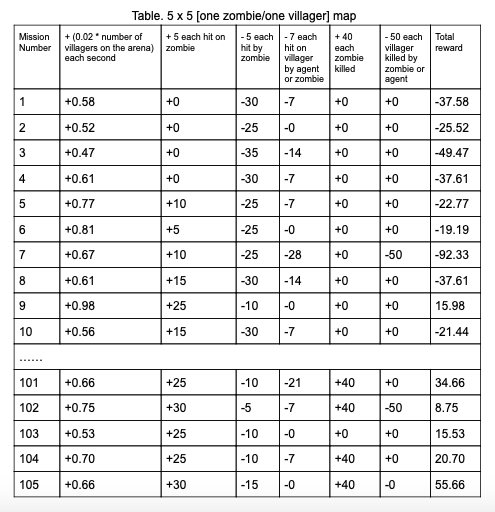 Table. 5 x 5 [one zombie/one villager] map
Mission Number | + (0.02 * number of villagers on the arena) each second | + 5 each hit on zombie | - 5 each hit by zombie | - 7 each hit on villager by agent or zombie | + 40 each zombie killed | - 50 each villager killed by zombie or agent | Total reward
1 | +0.58 | +0 | -30 | -7 | +0 | +0 | -37.58
2 | +0.52 | +0 | -25 | -0 | +0 | +0 | -25.52
3 | +0.47 | +0 | -35 | -14 | +0 | +0 | -49.47
4 | +0.61 | +0 | -30 | -7 | +0 | +0 | -37.61
5 | +0.77 | +10 | -25 | -7 | +0 | +0 | -22.77
6 | +0.81 | +5 | -25 | -0 | +0 | +0 | -19.19
7 | +0.67 | +10 | -25 | -28 | +0 | -50 | -92.33
8 | +0.61 | +15 | -30 | -14 | +0 | +0 | -37.61
9 | +0.98 | +25 | -10 | -0 | +0 | +0 | 15.98
10 | +0.56 | +15 | -30 | -7 | +0 | +0 | -21.44
......
101 | +0.66 | +25 | -10 | -21 | +40 | +0 | 34.66
102 | +0.75 | +30 | -5 | -7 | +40 | -50 | 8.75
103 | +0.53 | +25 | -10 | -0 | +0 | +0 | 15.53
104 | +0.70 | +25 | -10 | -7 | +40 | +0 | 20.70
105 | +0.66 | +30 | -15 | -0 | +40 | -0 | 55.66